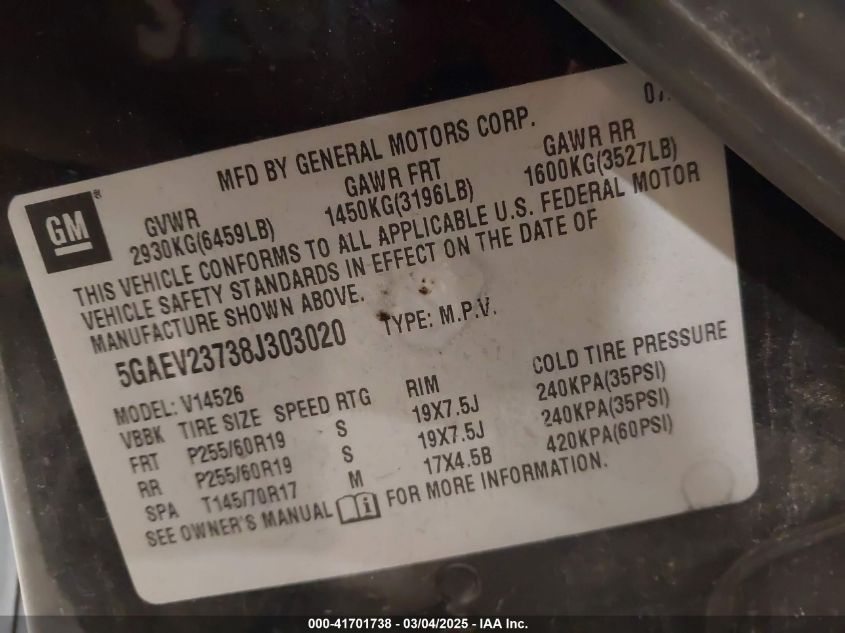 07
MFD BY GENERAL MOTORS CORP.
GM ®
GVWR GAWR FRT GAWR RR
2930KG(6459LB) 1450KG(3196LB) 1600KG(3527LB)
THIS VEHICLE CONFORMS TO ALL APPLICABLE U.S. FEDERAL MOTOR
VEHICLE SAFETY STANDARDS IN EFFECT ON THE DATE OF
MANUFACTURE SHOWN ABOVE.
5GAEV23738J303020 TYPE: M.P.V.
MODEL: V14526
VBBK TIRE SIZE SPEED RTG RIM COLD TIRE PRESSURE
FRT P255/60R19 S 19X7.5J 240KPA(35PSI)
RR P255/60R19 S 19X7.5J 240KPA(35PSI)
SPA T145/70R17 M 17X4.5B 420KPA(60PSI)
SEE OWNER'S MANUAL i FOR MORE INFORMATION.
000-41701738 - 03/04/2025 - IAA Inc.